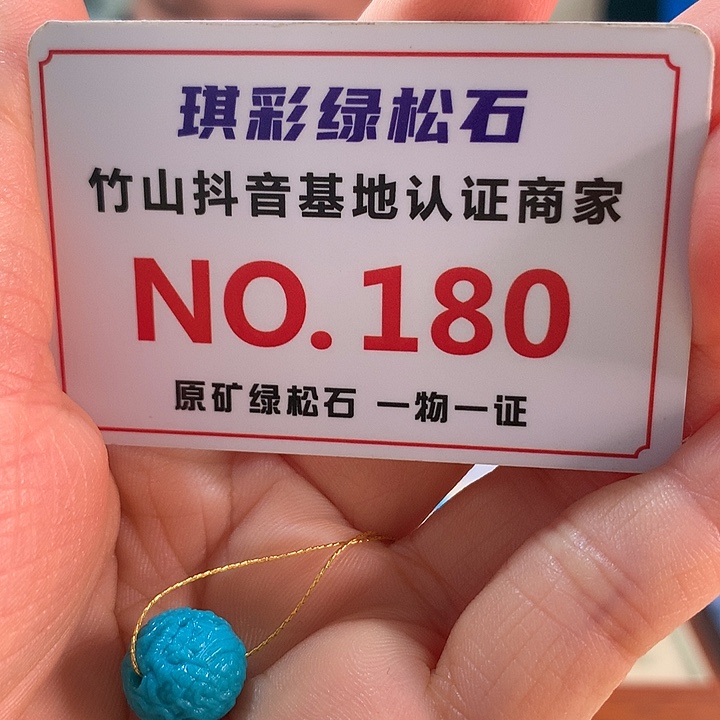 琪彩绿松石
竹山抖音基地认证商家
NO.180
原矿绿松石 一物一证